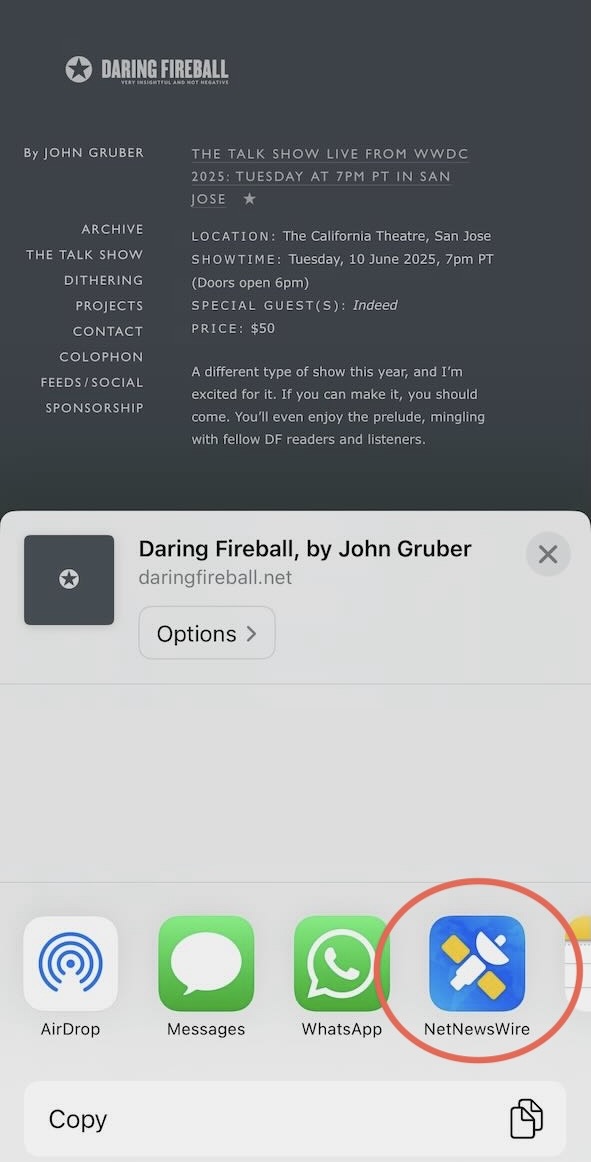 DARING FIREBALL
VERY INSIGHTFUL AND NOT NEGATIVE
By JOHN GRUBER
ARCHIVE
THE TALK SHOW
DITHERING
PROJECTS
CONTACT
COLOPHON
FEEDS / SOCIAL
SPONSORSHIP
THE TALK SHOW LIVE FROM WWDC
2025: TUESDAY AT 7PM PT IN SAN
JOSE ★
LOCATION: The California Theatre, San Jose
SHOWTIME: Tuesday, 10 June 2025, 7pm PT
(Doors open 6pm)
SPECIAL GUEST(S): Indeed
PRICE: $50
A different type of show this year, and I’m
excited for it. If you can make it, you should
come. You’ll even enjoy the prelude, mingling
with fellow DF readers and listeners.
Daring Fireball, by John Gruber
daringfireball.net
Options
AirDrop
Messages
WhatsApp
NetNewsWire
Copy